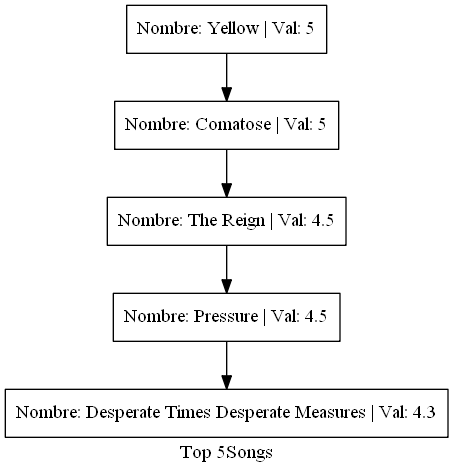 Nombre: Yellow | Val: 5
Nombre: Comatose | Val: 5
Nombre: The Reign | Val: 4.5
Nombre: Pressure | Val: 4.5
Nombre: Desperate Times Desperate Measures | Val: 4.3
Top 5Songs